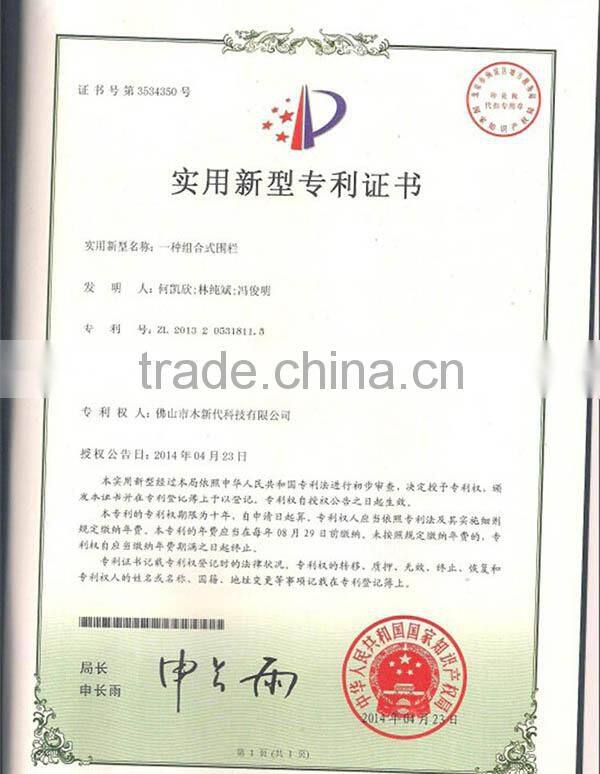 证书号第3534350号
实用新型专利证书
实用新型名称：一种组合式围栏
发 明 人：何凯欣;林纯斌;冯俊明
专 利 号：ZL 2013 2 0531811.5
trade.china.cn
专 利 权 人：佛山市木新代科技有限公司
授权公告日：2014年04月23日
本实用新型经过本局依照中华人民共和国专利法进行初步审查，决定授予专利权，颁
发本证书并在专利登记簿上予以登记。专利权自授权公告之日起生效。
本专利的专利权期限为十年，自申请日起算。专利权人应当依照专利法及其实施细则
规定缴纳年费。本专利的年费应当在每年08月29日前缴纳。未按照规定缴纳年费的，专
利权自应当缴纳年费期满之日起终止。
专利证书记载专利权登记时的法律状况。专利权的转移、质押、无效、终止、恢复和
专利权人的姓名或名称、国籍、地址变更等事项记载在专利登记簿上。
局长
申长雨
申长雨
中华人民共和国国家知识产权局
2014年04月23日
第1页(共1页)